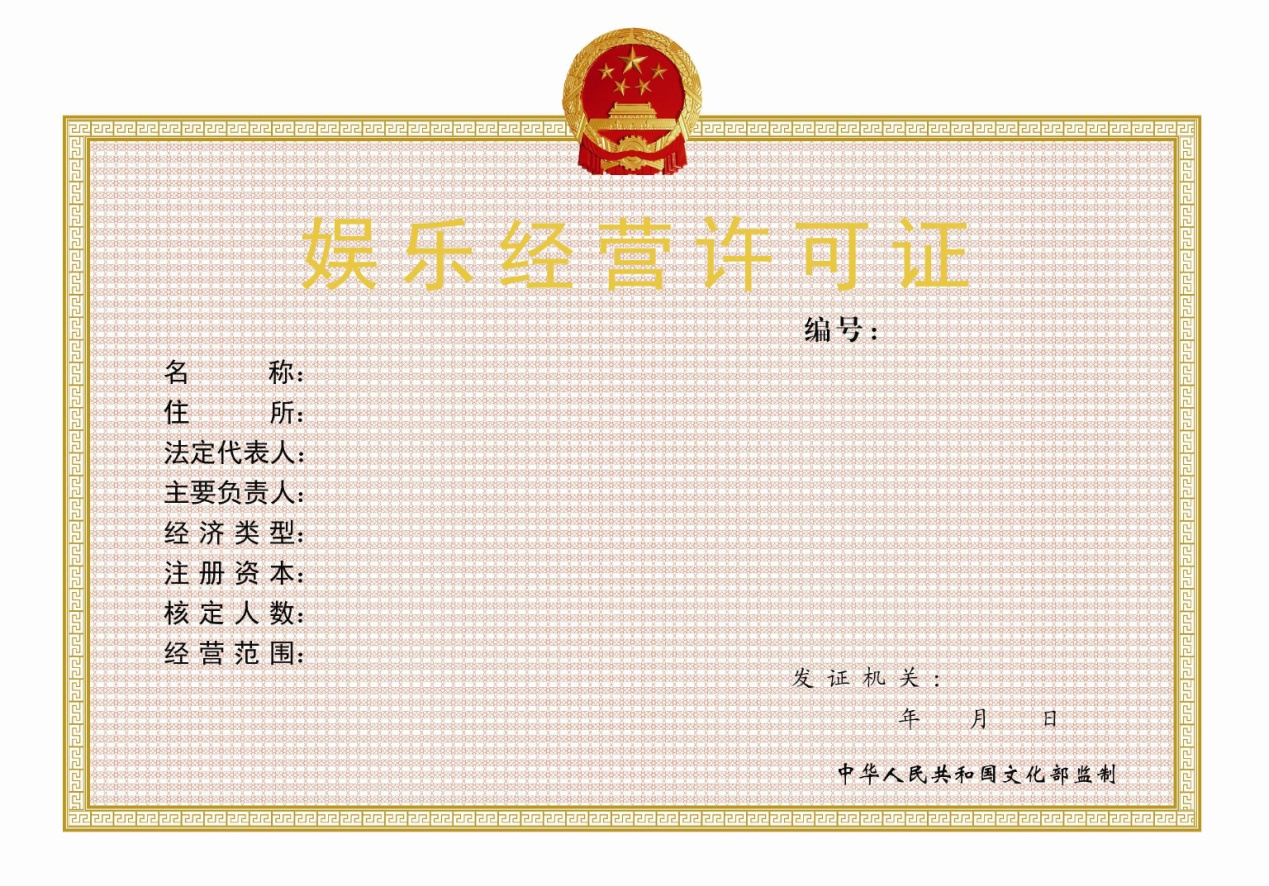 娱乐经营许可证
编号：
名称：
住所：
法定代表人：
主要负责人：
经济类型：
注册资本：
核定人数：
经营范围：
发证机关：
年 月 日
中华人民共和国文化部监制